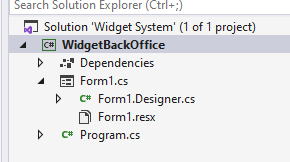 Search Solution Explorer (Ctrl+;)
Solution 'Widget System' (1 of 1 project)
WidgetBackOffice
Dependencies
Form1.cs
Form1.Designer.cs
Form1.resx
Program.cs